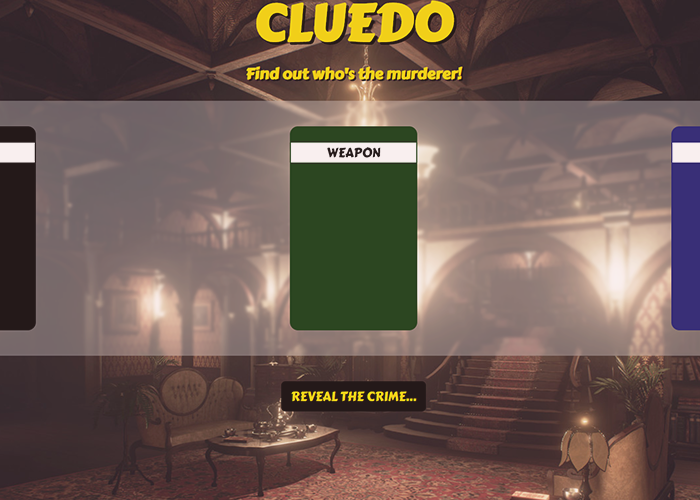 CLUEDO
Find out who's the murderer!
WEAPON
REVEAL THE CRIME...